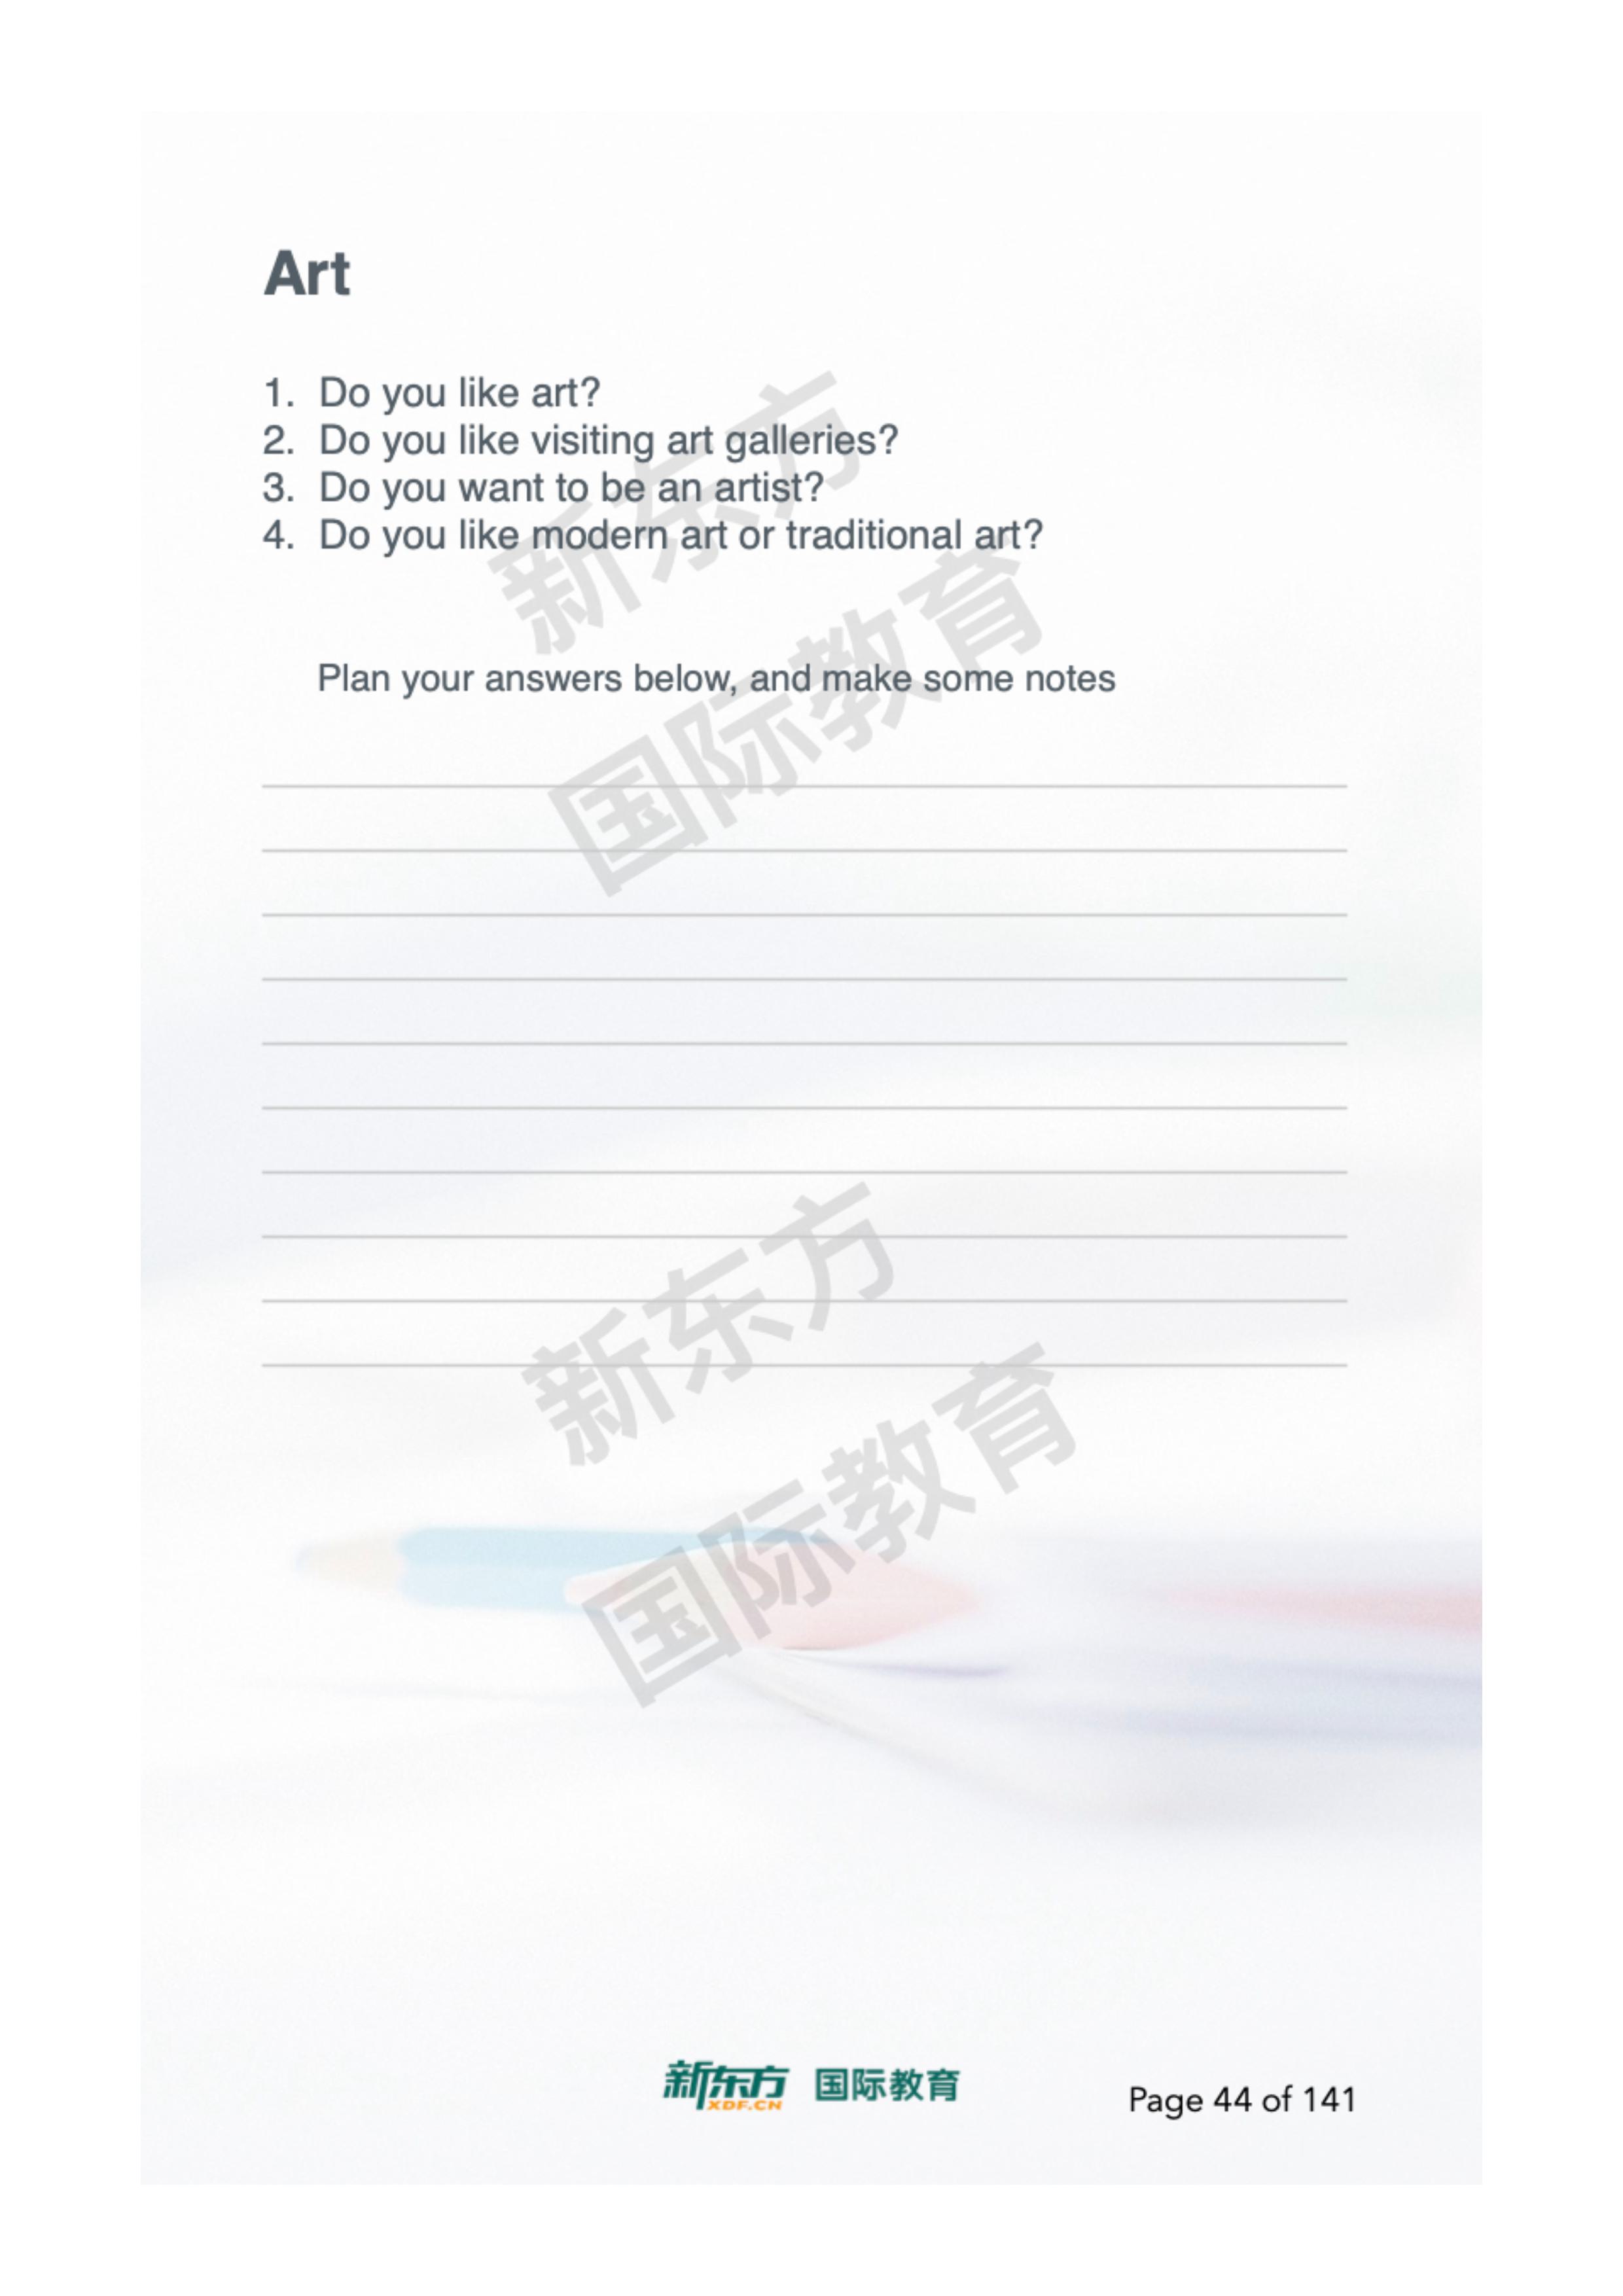 Art
1. Do you like art?
2. Do you like visiting art galleries?
3. Do you want to be an artist?
4. Do you like modern art or traditional art?
Plan your answers below, and make some notes
新东方
国际教育
新东方
国际教育
新东方 国际教育
XDF.CN
Page 44 of 141